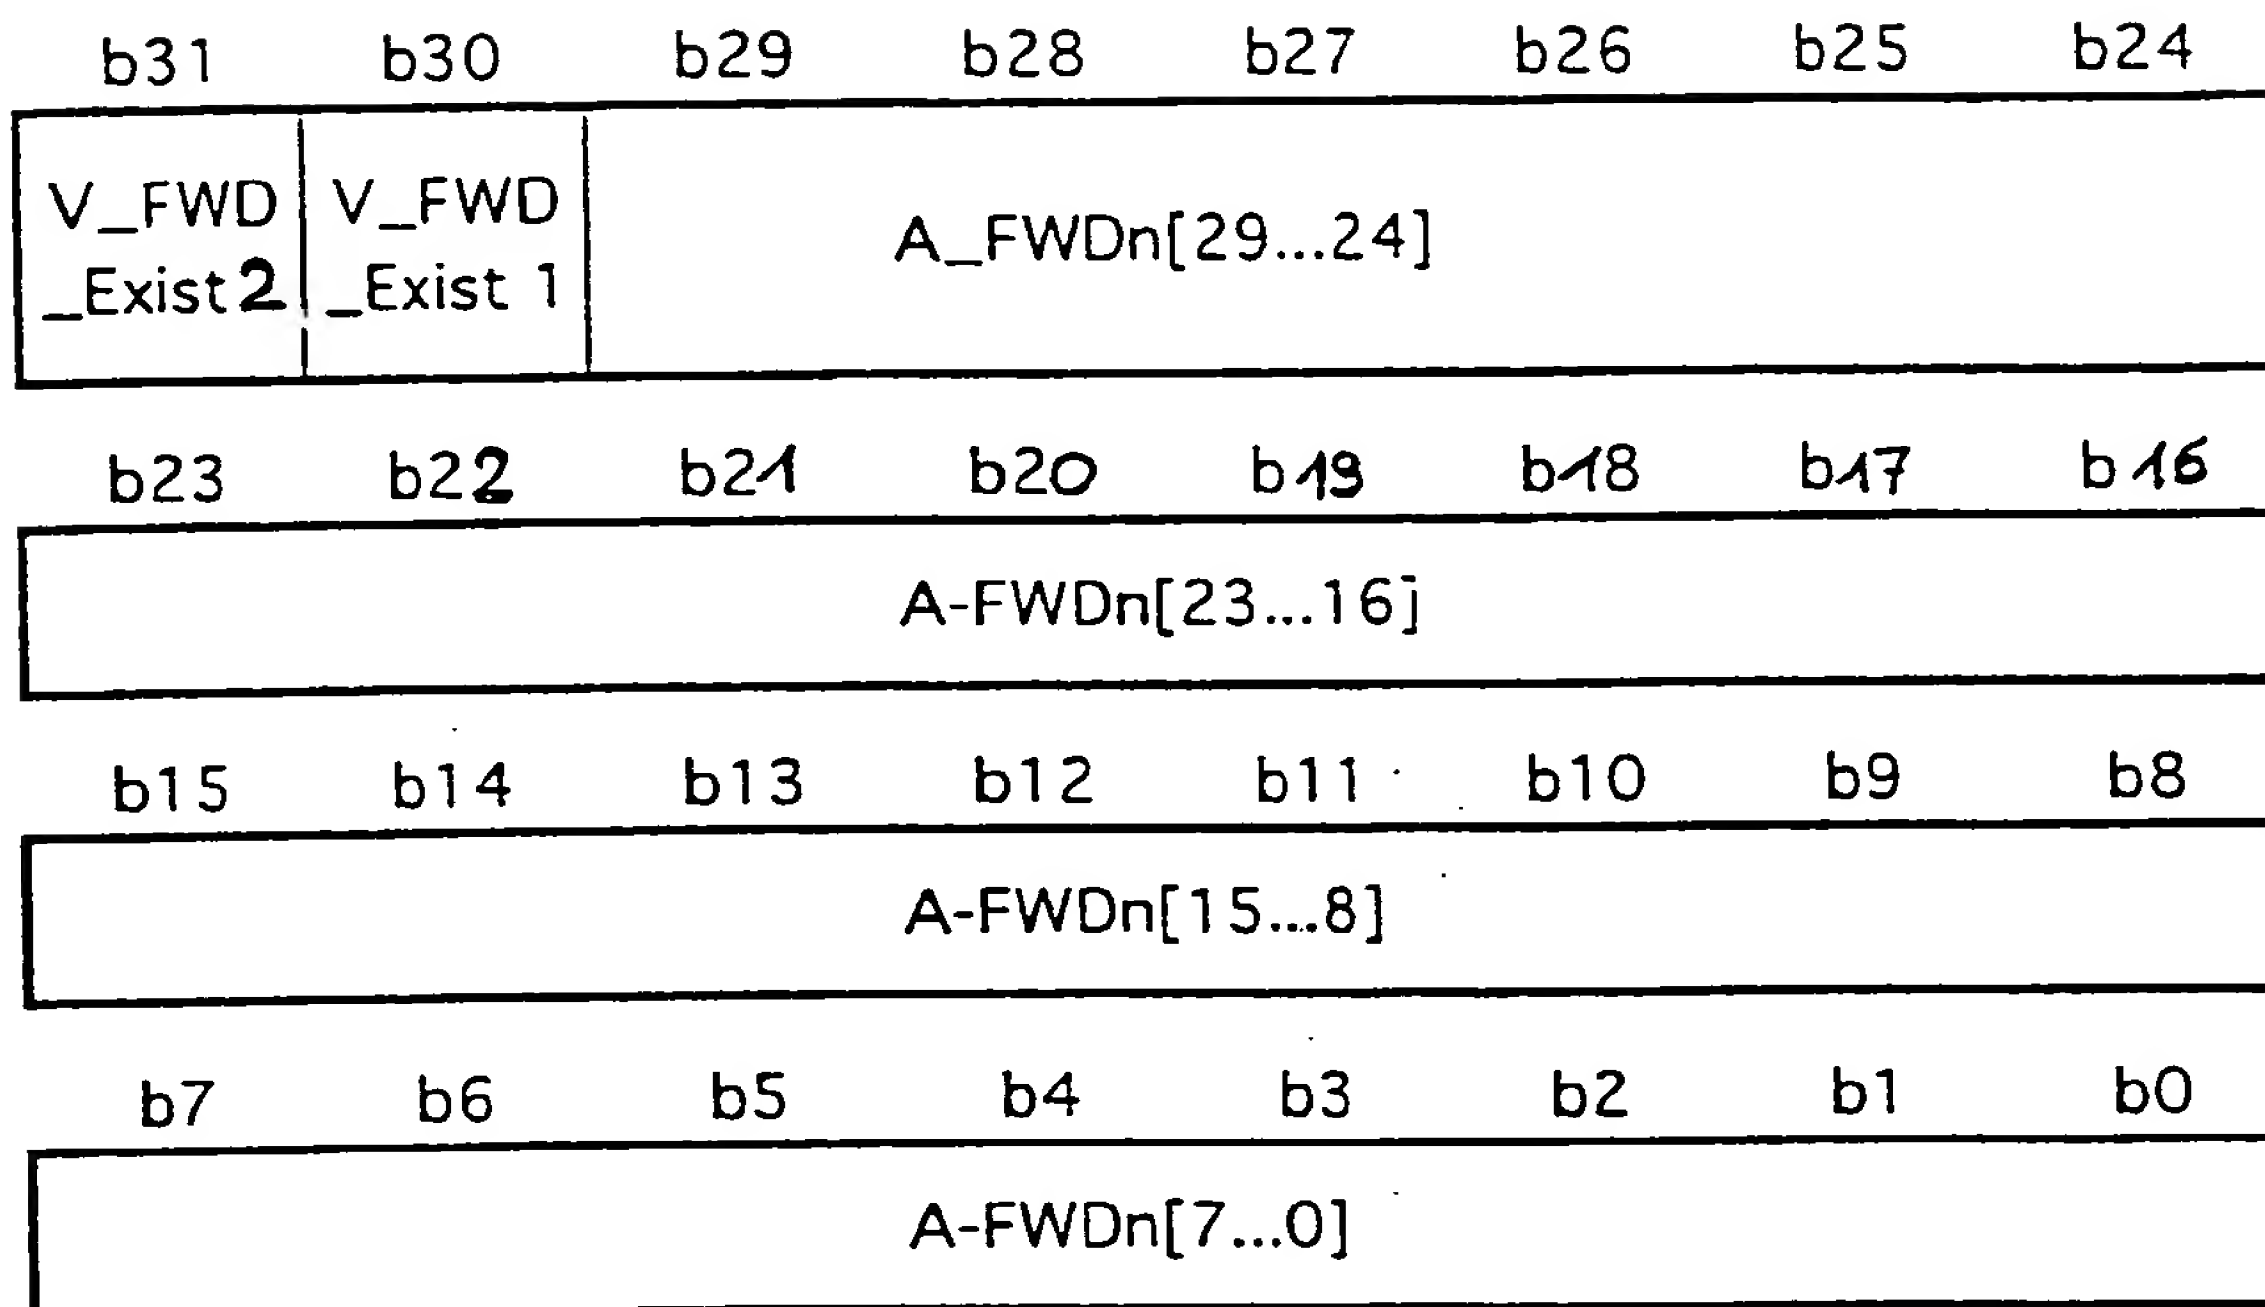 b31 b30 b29 b28 b27 b26 b25 b24
V_FWD V_FWD
A_FWDn[29...24]
_Exist 2 _Exist 1
b23 b22 b21 b20 b19 b18 b17 b16
A-FWDn[23...16]
b15 b14 b13 b12 b11 b10 b9 b8
A-FWDn[15...8]
b7 b6 b5 b4 b3 b2 b1 b0
A-FWDn[7...0]